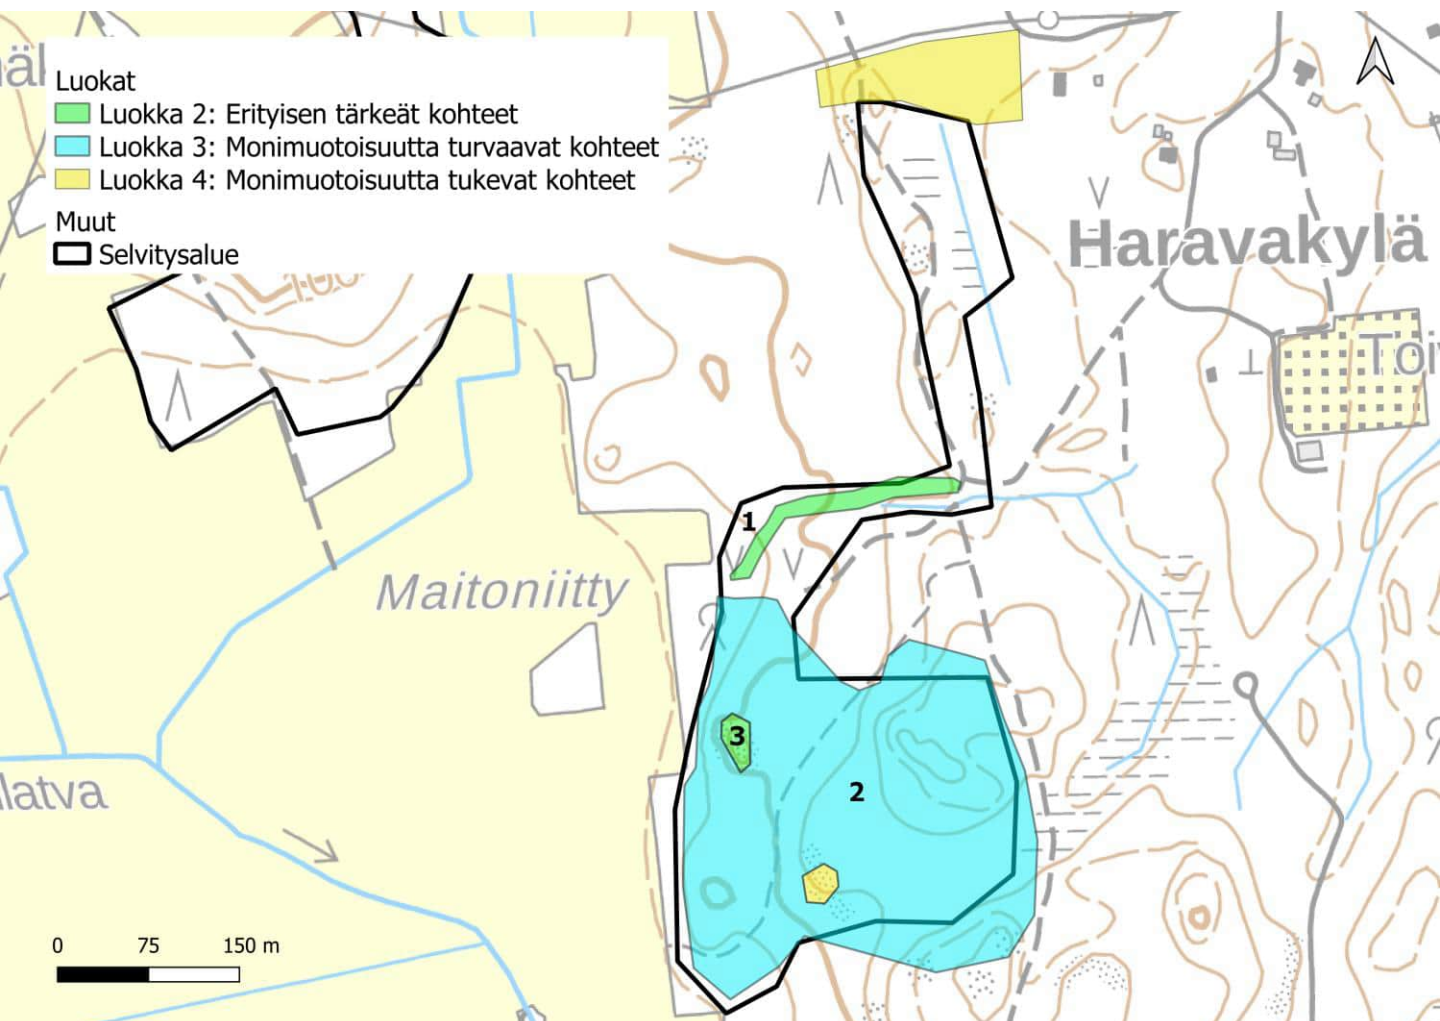 Luokat
Luokka 2: Erityisen tärkeät kohteet
Luokka 3: Monimuotoisuutta turvaavat kohteet
Luokka 4: Monimuotoisuutta tukevat kohteet
Muut
Selvitysalue
Haravakylä
Toiv
1
Maitoniitty
3
2
latva
0 75 150 m